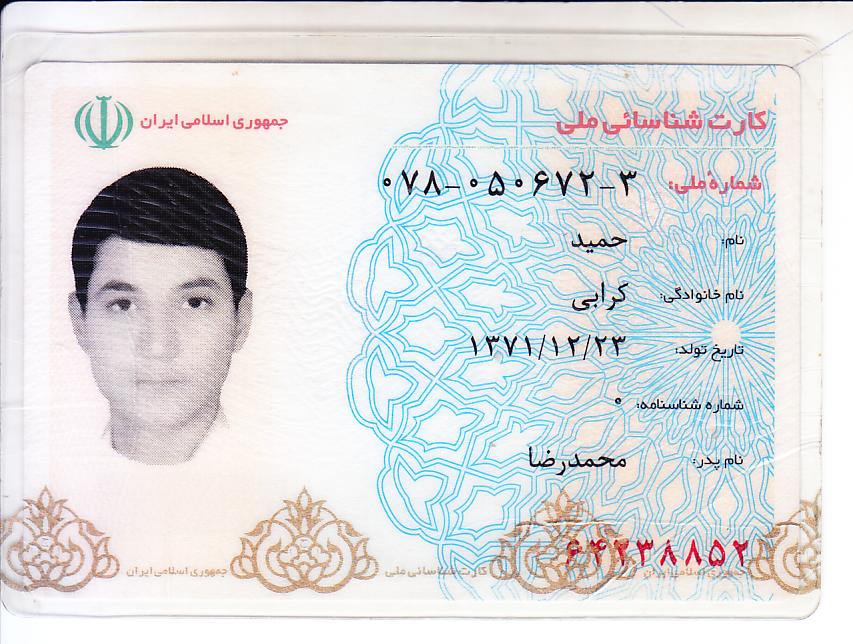 جمهوری اسلامی ایران
کارت شناسائی ملی
شمارهٔ ملی: ۰۷۸-۰۵۰۶۷۲-۳
نام: حمید
نام خانوادگی: کرابی
تاریخ تولد: ۱۳۷۱/۱۲/۲۳
شماره شناسنامه: ۰
نام پدر: محمدرضا
۶۴۲۳۸۸۵۲
جمهوری اسلامی ایران کارت شناسائی ملی جمهوری اسلامی ایران